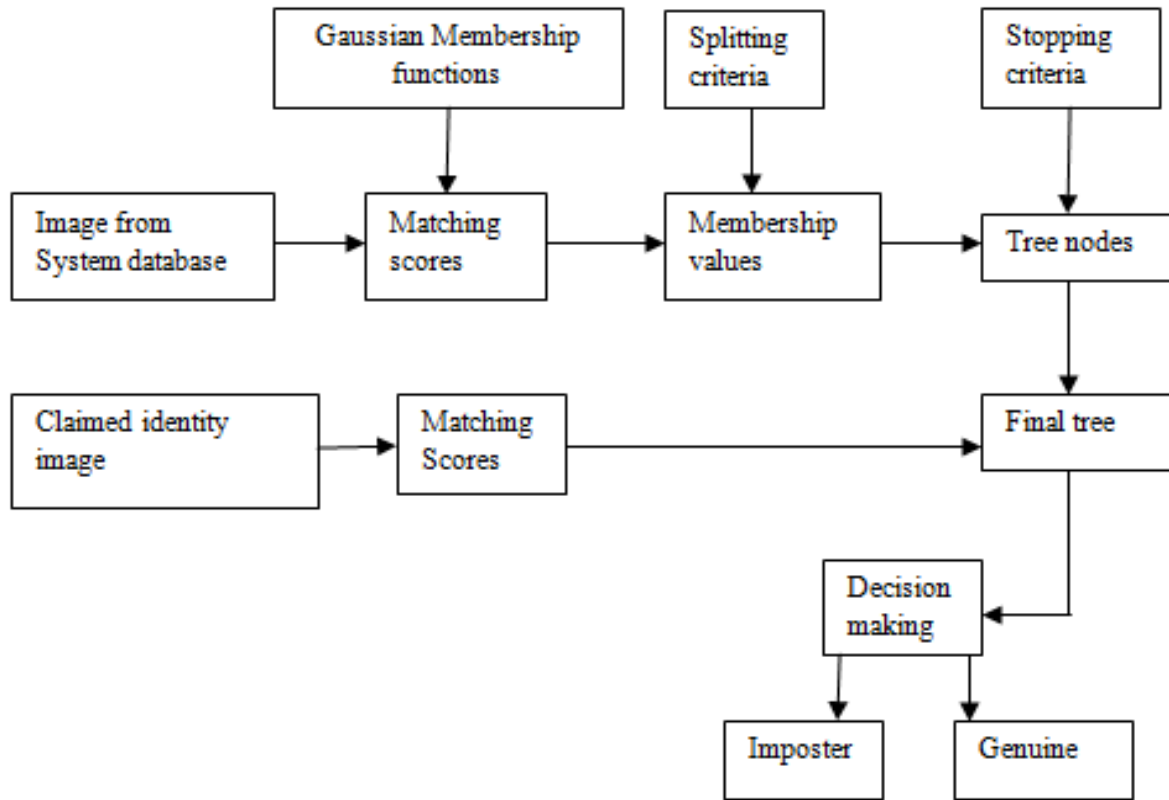 Gaussian Membership
functions
Splitting
criteria
Stopping
criteria
Image from
System database
Matching
scores
Membership
values
Tree nodes
Claimed identity
image
Matching
Scores
Final tree
Decision
making
Imposter
Genuine